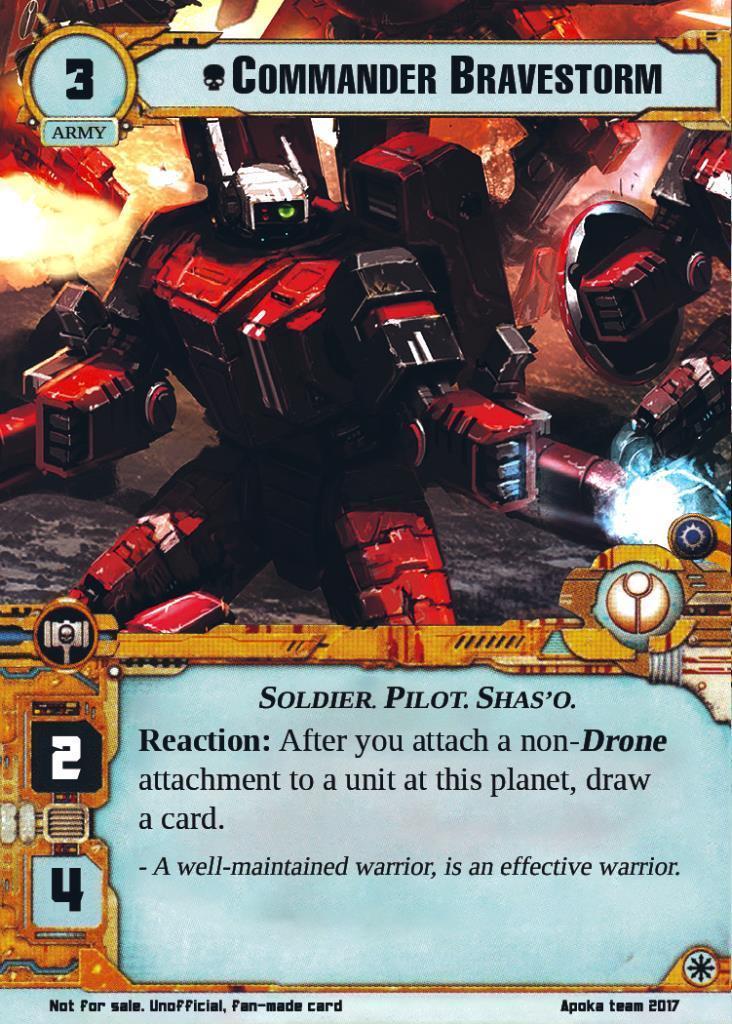 3
ARMY
COMMANDER BRAVESTORM
SOLDIER. PILOT. SHAS'O.
Reaction: After you attach a non-Drone
attachment to a unit at this planet, draw
a card.
- A well-maintained warrior, is an effective warrior.
2
4
Not for sale. Unofficial, fan-made card
Apoka team 2017